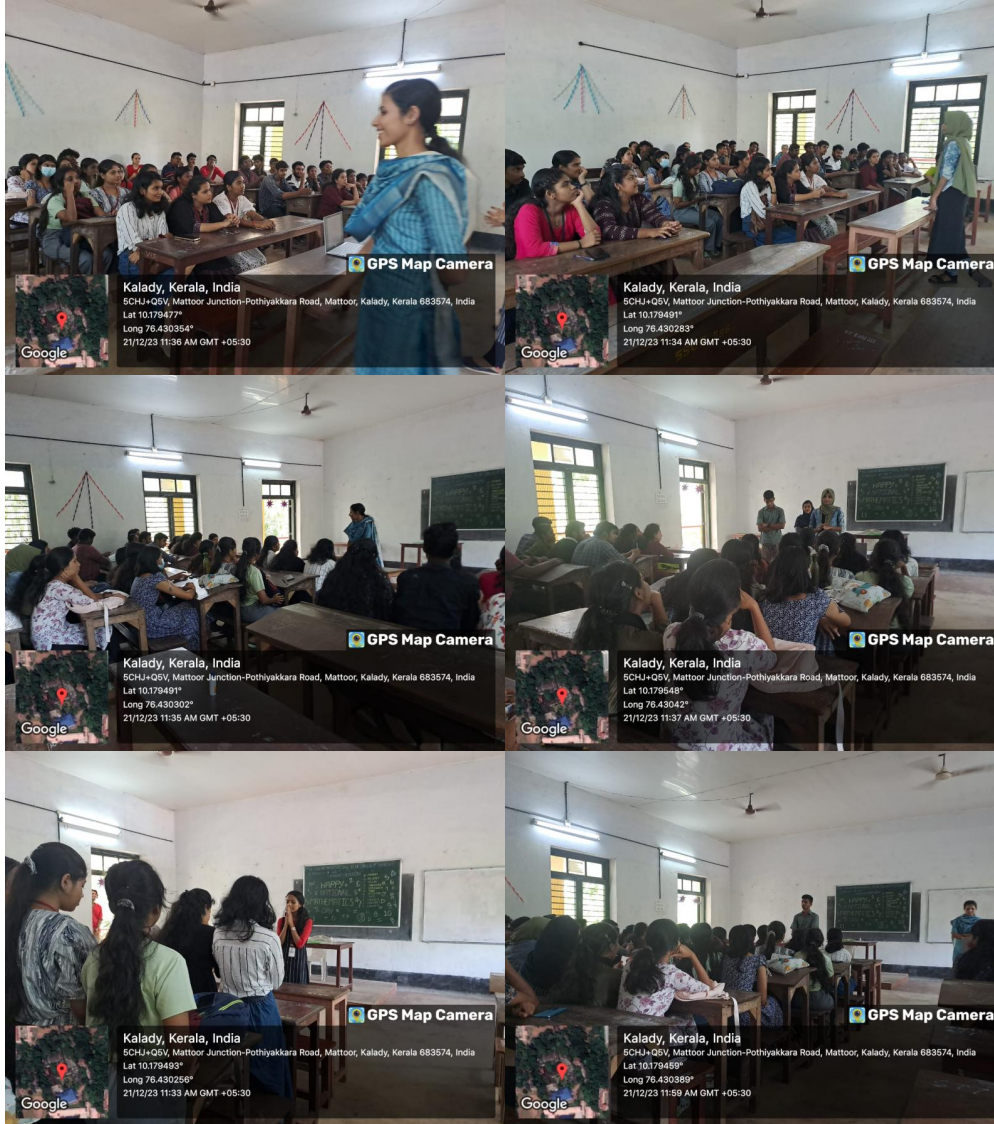 GPS Map Camera
Kalady, Kerala, India
5CHJ+Q5V, Mattoor Junction-Pothiyakkara Road, Mattoor, Kalady, Kerala 683574, India
Lat 10.179477°
Long 76.430354°
21/12/23 11:36 AM GMT +05:30
Google
GPS Map Camera
Kalady, Kerala, India
5CHJ+Q5V, Mattoor Junction-Pothiyakkara Road, Mattoor, Kalady, Kerala 683574, India
Lat 10.179491°
Long 76.430283°
21/12/23 11:34 AM GMT +05:30
Google
HAPPY
NATIONAL
MATHEMATICS
GPS Map Camera
Kalady, Kerala, India
5CHJ+Q5V, Mattoor Junction-Pothiyakkara Road, Mattoor, Kalady, Kerala 683574, India
Lat 10.179491°
Long 76.430302°
21/12/23 11:35 AM GMT +05:30
Google
HAPPY
NATIONAL
MATHEMATICS
GPS Map Camera
Kalady, Kerala, India
5CHJ+Q5V, Mattoor Junction-Pothiyakkara Road, Mattoor, Kalady, Kerala 683574, India
Lat 10.179548°
Long 76.43042°
21/12/23 11:37 AM GMT +05:30
Google
HAPPY
NATIONAL
MATHEMATICS
DAY
GPS Map Camera
Kalady, Kerala, India
5CHJ+Q5V, Mattoor Junction-Pothiyakkara Road, Mattoor, Kalady, Kerala 683574, India
Lat 10.179493°
Long 76.430256°
21/12/23 11:33 AM GMT +05:30
Google
HAPPY
MATHEMATICS
GPS Map Camera
Kalady, Kerala, India
5CHJ+Q5V, Mattoor Junction-Pothiyakkara Road, Mattoor, Kalady, Kerala 683574, India
Lat 10.179459°
Long 76.430389°
21/12/23 11:59 AM GMT +05:30
Google